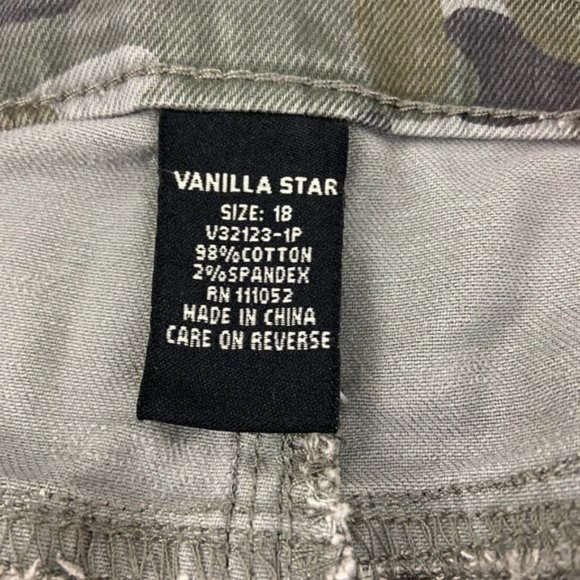 VANILLA STAR
SIZE: 18
V32123-1P
98%COTTON
2%SPANDEX
RN 111052
MADE IN CHINA
CARE ON REVERSE